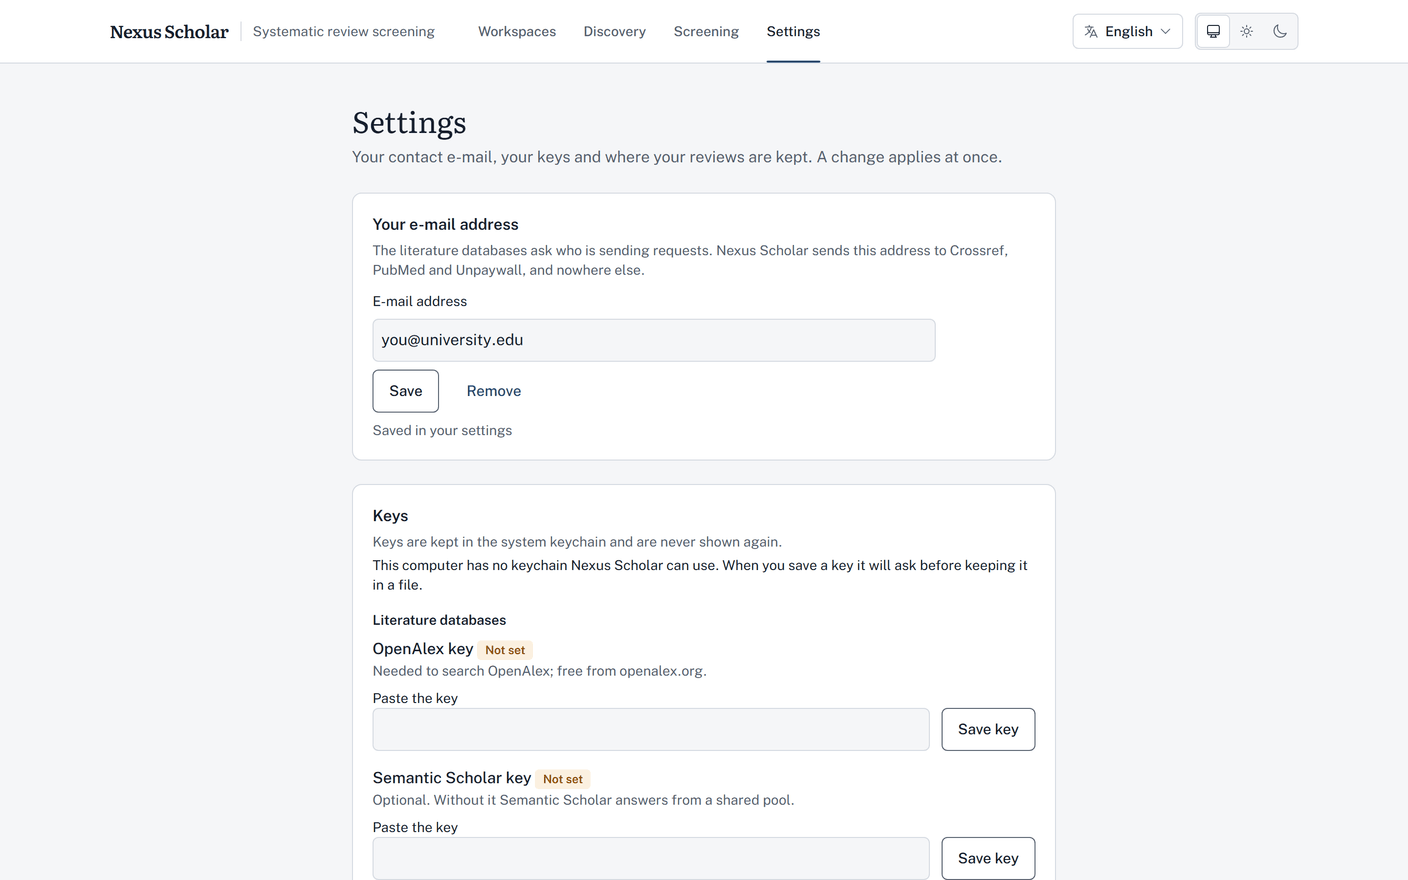 Nexus Scholar
Systematic review screening
Workspaces
Discovery
Screening
Settings
English
Settings
Your contact e-mail, your keys and where your reviews are kept. A change applies at once.
Your e-mail address
The literature databases ask who is sending requests. Nexus Scholar sends this address to Crossref,
PubMed and Unpaywall, and nowhere else.
E-mail address
you@university.edu
Save
Remove
Saved in your settings
Keys
Keys are kept in the system keychain and are never shown again.
This computer has no keychain Nexus Scholar can use. When you save a key it will ask before keeping it
in a file.
Literature databases
OpenAlex key Not set
Needed to search OpenAlex; free from openalex.org.
Paste the key
Save key
Semantic Scholar key Not set
Optional. Without it Semantic Scholar answers from a shared pool.
Paste the key
Save key